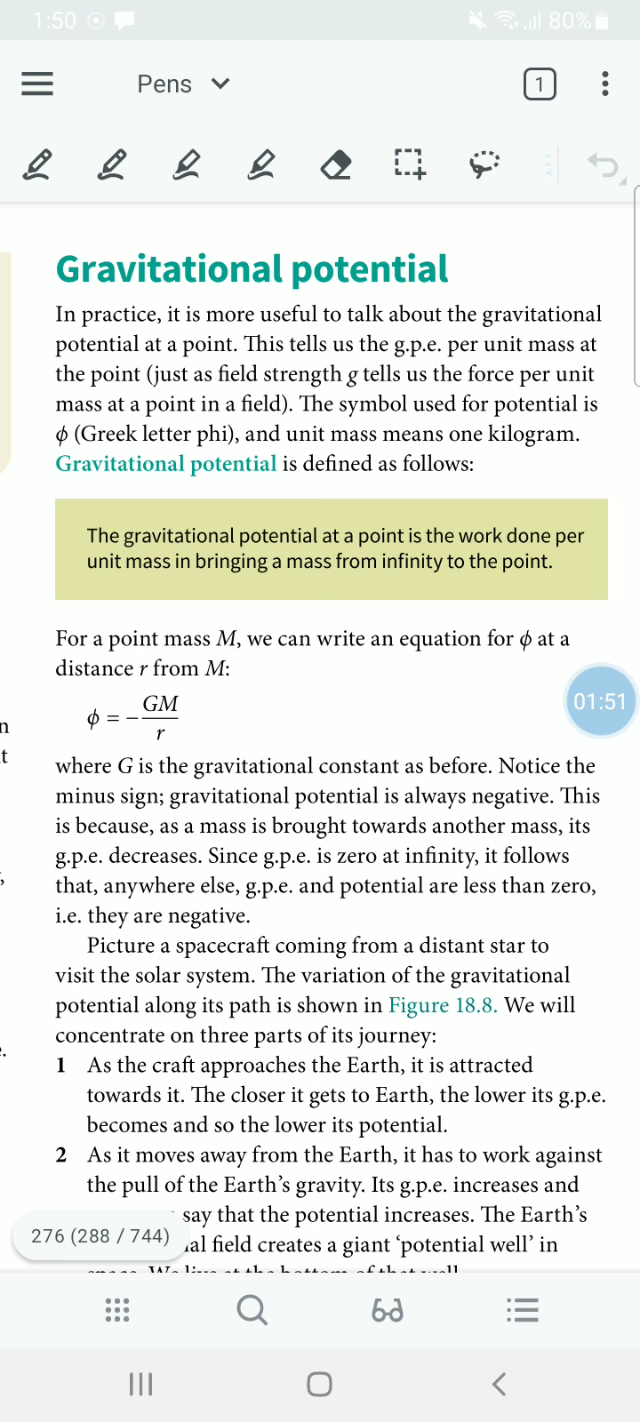 1:50
80%
Pens
1
Gravitational potential
In practice, it is more useful to talk about the gravitational
potential at a point. This tells us the g.p.e. per unit mass at
the point (just as field strength g tells us the force per unit
mass at a point in a field). The symbol used for potential is
ϕ (Greek letter phi), and unit mass means one kilogram.
Gravitational potential is defined as follows:
The gravitational potential at a point is the work done per
unit mass in bringing a mass from infinity to the point.
For a point mass M, we can write an equation for ϕ at a
distance r from M:
ϕ = −GM/r
01:51
where G is the gravitational constant as before. Notice the
minus sign; gravitational potential is always negative. This
is because, as a mass is brought towards another mass, its
g.p.e. decreases. Since g.p.e. is zero at infinity, it follows
that, anywhere else, g.p.e. and potential are less than zero,
i.e. they are negative.
Picture a spacecraft coming from a distant star to
visit the solar system. The variation of the gravitational
potential along its path is shown in Figure 18.8. We will
concentrate on three parts of its journey:
1 As the craft approaches the Earth, it is attracted
towards it. The closer it gets to Earth, the lower its g.p.e.
becomes and so the lower its potential.
2 As it moves away from the Earth, it has to work against
the pull of the Earth's gravity. Its g.p.e. increases and
say that the potential increases. The Earth's
276 (288 / 744)
field creates a giant 'potential well' in